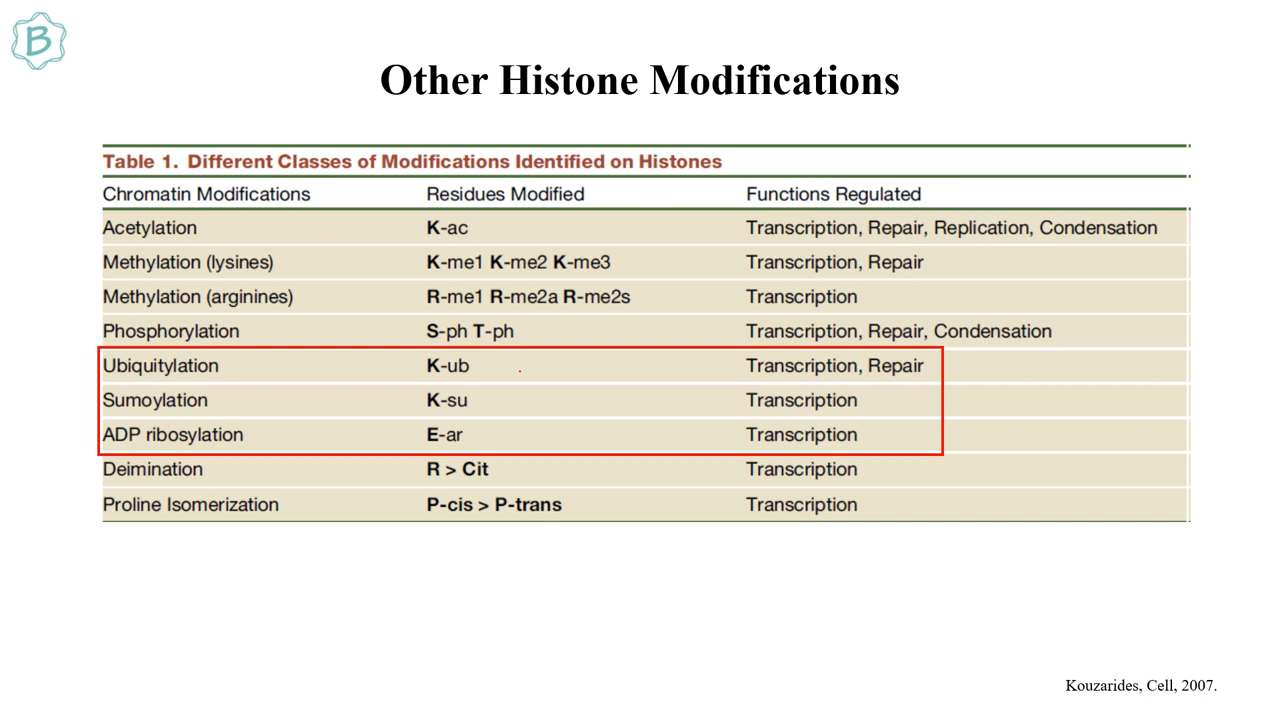 B
Other Histone Modifications
Table 1. Different Classes of Modifications Identified on Histones
Chromatin Modifications Residues Modified Functions Regulated
Acetylation K-ac Transcription, Repair, Replication, Condensation
Methylation (lysines) K-me1 K-me2 K-me3 Transcription, Repair
Methylation (arginines) R-me1 R-me2a R-me2s Transcription
Phosphorylation S-ph T-ph Transcription, Repair, Condensation
Ubiquitylation K-ub Transcription, Repair
Sumoylation K-su Transcription
ADP ribosylation E-ar Transcription
Deimination R > Cit Transcription
Proline Isomerization P-cis > P-trans Transcription
Kouzarides, Cell, 2007.